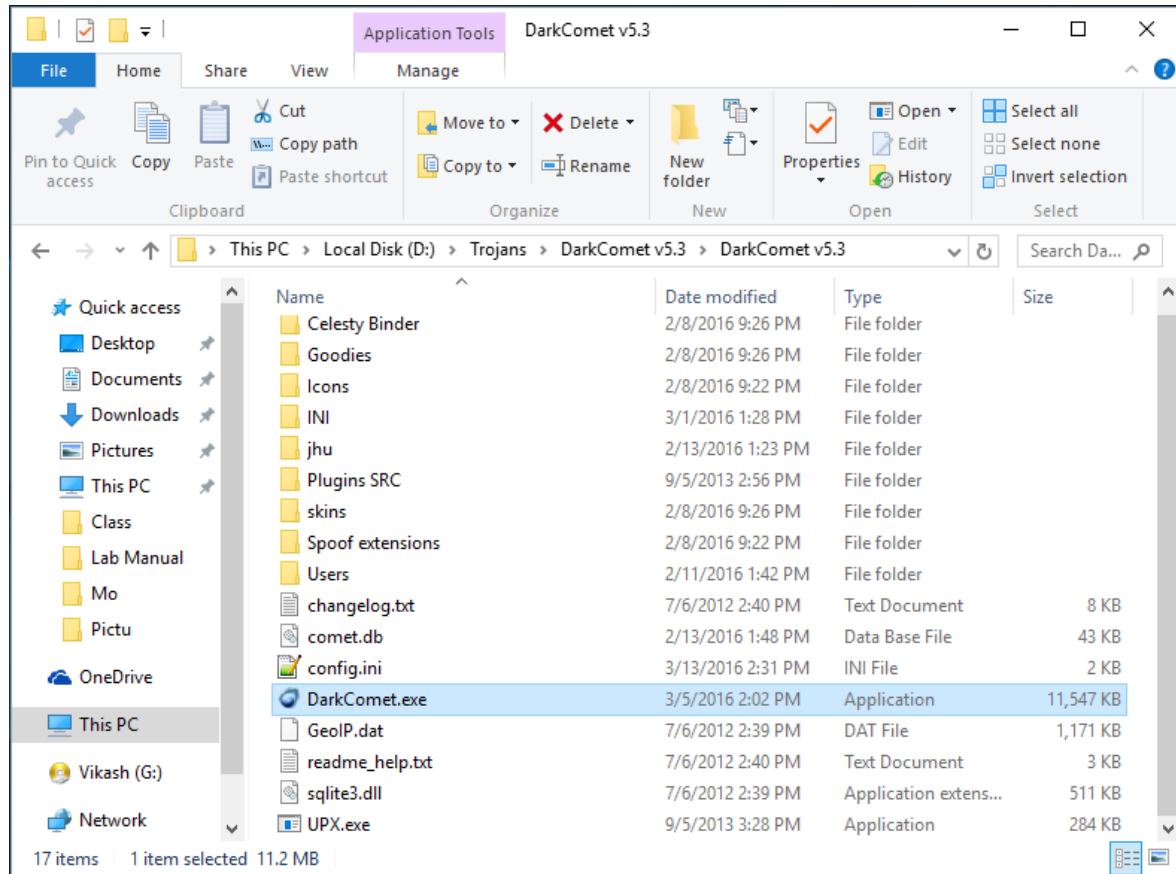 Application Tools DarkComet v5.3
File Home Share View Manage
Pin to Quick access
Copy
Paste
Cut
Copy path
Paste shortcut
Clipboard
Move to
Copy to
Delete
Rename
Organize
New folder
New
Properties
Open
Edit
History
Open
Select all
Select none
Invert selection
Select
This PC > Local Disk (D:) > Trojans > DarkComet v5.3 > DarkComet v5.3
Search Da...
Quick access
Desktop
Documents
Downloads
Pictures
This PC
Class
Lab Manual
Mo
Pictu
OneDrive
This PC
Vikash (G:)
Network
Name Date modified Type Size
Celesty Binder 2/8/2016 9:26 PM File folder
Goodies 2/8/2016 9:26 PM File folder
Icons 2/8/2016 9:22 PM File folder
INI 3/1/2016 1:28 PM File folder
jhu 2/13/2016 1:23 PM File folder
Plugins SRC 9/5/2013 2:56 PM File folder
skins 2/8/2016 9:26 PM File folder
Spoof extensions 2/8/2016 9:22 PM File folder
Users 2/11/2016 1:42 PM File folder
changelog.txt 7/6/2012 2:40 PM Text Document 8 KB
comet.db 2/13/2016 1:48 PM Data Base File 43 KB
config.ini 3/13/2016 2:31 PM INI File 2 KB
DarkComet.exe 3/5/2016 2:02 PM Application 11,547 KB
GeoIP.dat 7/6/2012 2:39 PM DAT File 1,171 KB
readme_help.txt 7/6/2012 2:40 PM Text Document 3 KB
sqlite3.dll 7/6/2012 2:39 PM Application extens... 511 KB
UPX.exe 9/5/2013 3:28 PM Application 284 KB
17 items 1 item selected 11.2 MB